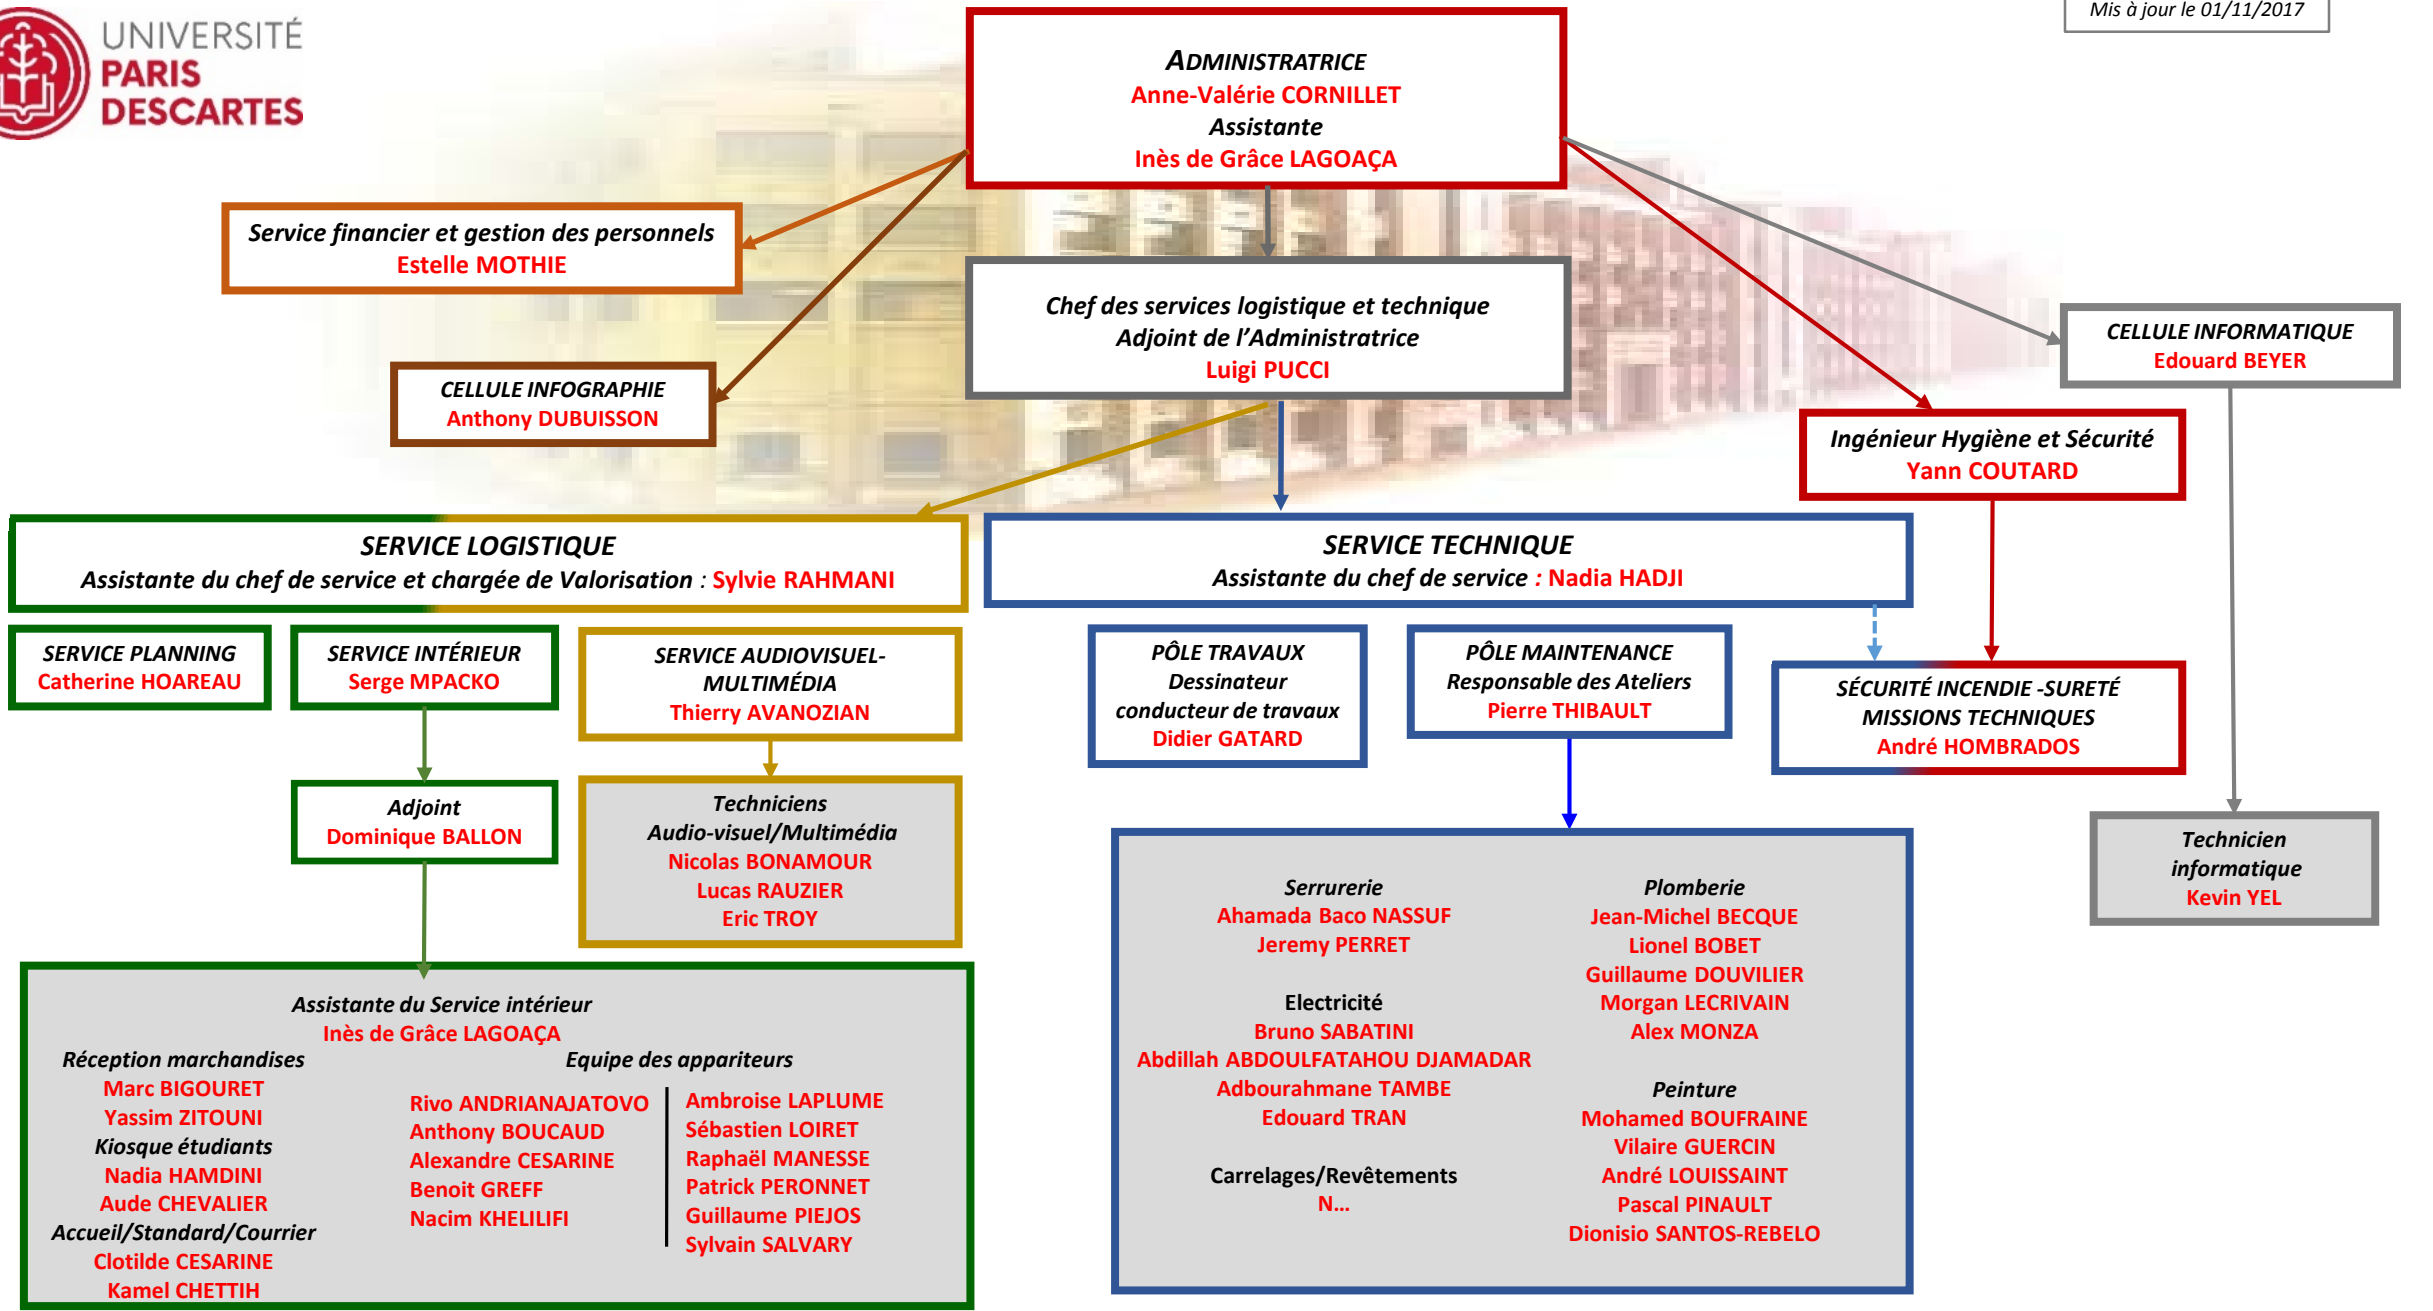 UNIVERSITÉ
PARIS
DESCARTES
Mis à jour le 01/11/2017
ADMINISTRATRICE
Anne-Valérie CORNILLET
Assistante
Inès de Grâce LAGOAÇA
Service financier et gestion des personnels
Estelle MOTHIE
Chef des services logistique et technique
Adjoint de l'Administratrice
Luigi PUCCI
CELLULE INFORMATIQUE
Edouard BEYER
CELLULE INFOGRAPHIE
Anthony DUBUISSON
Ingénieur Hygiène et Sécurité
Yann COUTARD
SERVICE LOGISTIQUE
Assistante du chef de service et chargée de Valorisation : Sylvie RAHMANI
SERVICE TECHNIQUE
Assistante du chef de service : Nadia HADJI
SERVICE PLANNING
Catherine HOAREAU
SERVICE INTÉRIEUR
Serge MPACKO
SERVICE AUDIOVISUEL-
MULTIMÉDIA
Thierry AVANOZIAN
PÔLE TRAVAUX
Dessinateur
conducteur de travaux
Didier GATARD
PÔLE MAINTENANCE
Responsable des Ateliers
Pierre THIBAULT
SÉCURITÉ INCENDIE -SURETÉ
MISSIONS TECHNIQUES
André HOMBRADOS
Adjoint
Dominique BALLON
Techniciens
Audio-visuel/Multimédia
Nicolas BONAMOUR
Lucas RAUZIER
Eric TROY
Technicien
informatique
Kevin YEL
Assistante du Service intérieur
Inès de Grâce LAGOAÇA
Réception marchandises
Marc BIGOURET
Yassim ZITOUNI
Kiosque étudiants
Nadia HAMDINI
Aude CHEVALIER
Accueil/Standard/Courrier
Clotilde CESARINE
Kamel CHETTIH
Equipe des appariteurs
Rivo ANDRIANAJATOVO
Anthony BOUCAUD
Alexandre CESARINE
Benoit GREFF
Nacim KHELILIFI
Ambroise LAPLUME
Sébastien LOIRET
Raphaël MANESSE
Patrick PERONNET
Guillaume PIEJOS
Sylvain SALVARY
Serrurerie
Ahamada Baco NASSUF
Jeremy PERRET
Electricité
Bruno SABATINI
Abdillah ABDOULFATAHOU DJAMADAR
Adbourahmane TAMBE
Edouard TRAN
Carrelages/Revêtements
N...
Plomberie
Jean-Michel BECQUE
Lionel BOBET
Guillaume DOUVILIER
Morgan LECRIVAIN
Alex MONZA
Peinture
Mohamed BOUFRAINE
Vilaire GUERCIN
André LOUISSAINT
Pascal PINAULT
Dionisio SANTOS-REBELO